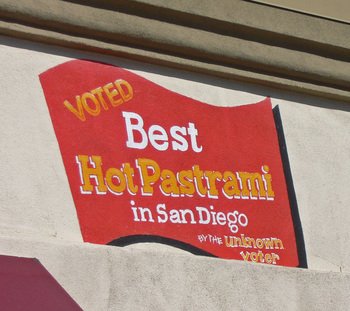 VOTED
Best
Hot Pastrami
in San Diego
BY THE unknown
voter